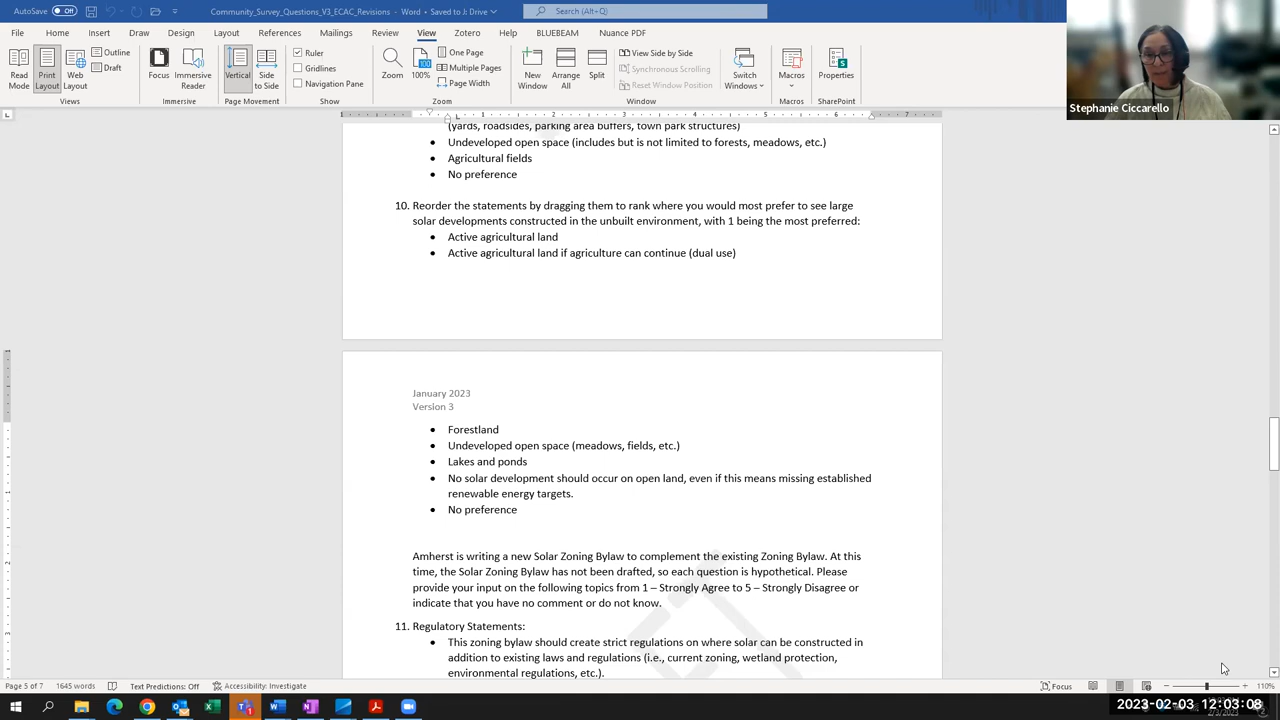 AutoSave Off Community_Survey_Questions_V3_ECAC_Revisions - Word - Saved to J: Drive Search (Alt+Q)
File Home Insert Draw Design Layout References Mailings Review View Zotero Help BLUEBEAM Nuance PDF
Read Mode
Print Layout
Web Layout
Outline
Draft
Views
Focus
Immersive Reader
Immersive
Vertical
Side to Side
Page Movement
Ruler
Gridlines
Navigation Pane
Show
Zoom
100%
One Page
Multiple Pages
Page Width
Zoom
New Window
Arrange All
Split
View Side by Side
Synchronous Scrolling
Reset Window Position
Switch Windows
Window
Macros
Macros
Properties
SharePoint
Stephanie Ciccarello
(yards, roadsides, parking area buffers, town park structures)
• Undeveloped open space (includes but is not limited to forests, meadows, etc.)
• Agricultural fields
• No preference
10. Reorder the statements by dragging them to rank where you would most prefer to see large
solar developments constructed in the unbuilt environment, with 1 being the most preferred:
• Active agricultural land
• Active agricultural land if agriculture can continue (dual use)
January 2023
Version 3
• Forestland
• Undeveloped open space (meadows, fields, etc.)
• Lakes and ponds
• No solar development should occur on open land, even if this means missing established
renewable energy targets.
• No preference
Amherst is writing a new Solar Zoning Bylaw to complement the existing Zoning Bylaw. At this
time, the Solar Zoning Bylaw has not been drafted, so each question is hypothetical. Please
provide your input on the following topics from 1 – Strongly Agree to 5 – Strongly Disagree or
indicate that you have no comment or do not know.
11. Regulatory Statements:
• This zoning bylaw should create strict regulations on where solar can be constructed in
addition to existing laws and regulations (i.e., current zoning, wetland protection,
environmental regulations, etc.).
Page 5 of 7 1645 words Text Predictions: Off Accessibility: Investigate Focus 110%
2023-02-03 12:03:08